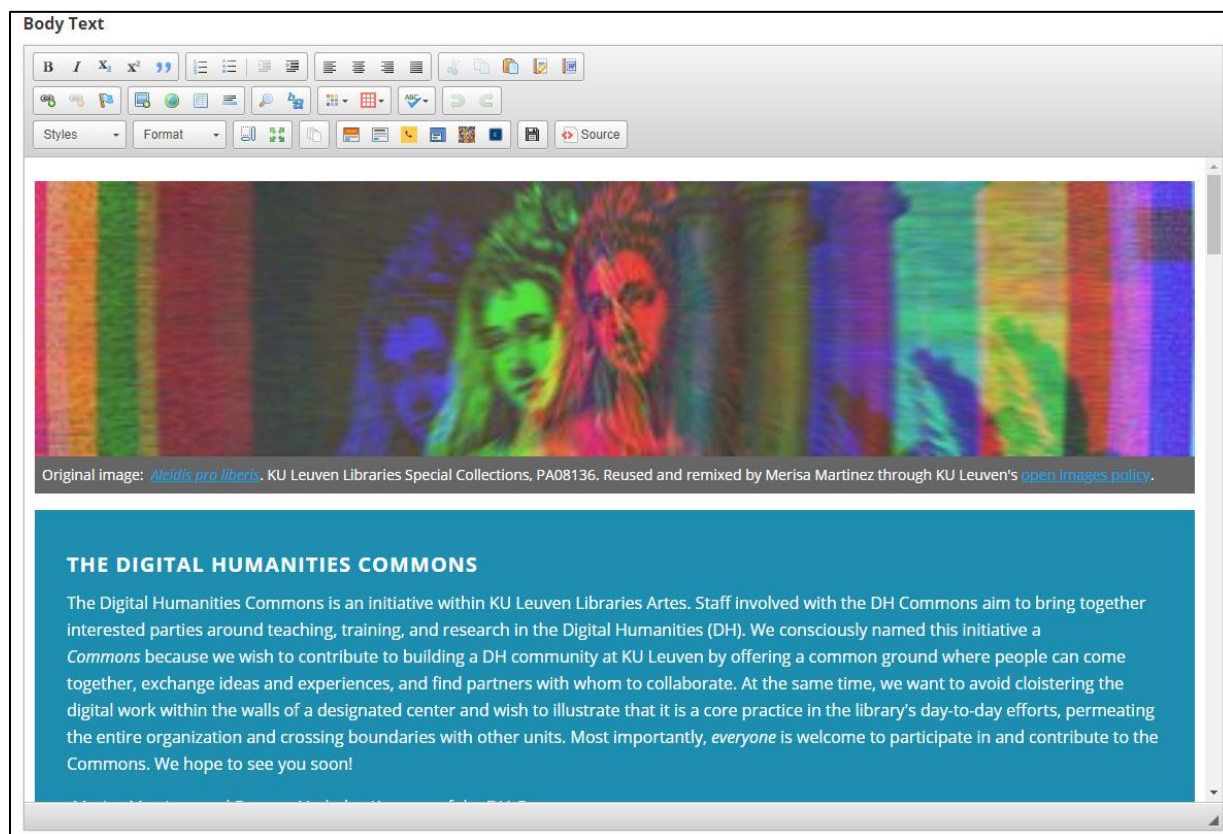 Body Text
B I X₂ X² ”
ABC
Styles Format Source
Original image: Aleidis pro liberis. KU Leuven Libraries Special Collections, PA08136. Reused and remixed by Merisa Martinez through KU Leuven's open images policy.
THE DIGITAL HUMANITIES COMMONS
The Digital Humanities Commons is an initiative within KU Leuven Libraries Artes. Staff involved with the DH Commons aim to bring together
interested parties around teaching, training, and research in the Digital Humanities (DH). We consciously named this initiative a
Commons because we wish to contribute to building a DH community at KU Leuven by offering a common ground where people can come
together, exchange ideas and experiences, and find partners with whom to collaborate. At the same time, we want to avoid cloistering the
digital work within the walls of a designated center and wish to illustrate that it is a core practice in the library's day-to-day efforts, permeating
the entire organization and crossing boundaries with other units. Most importantly, everyone is welcome to participate in and contribute to the
Commons. We hope to see you soon!